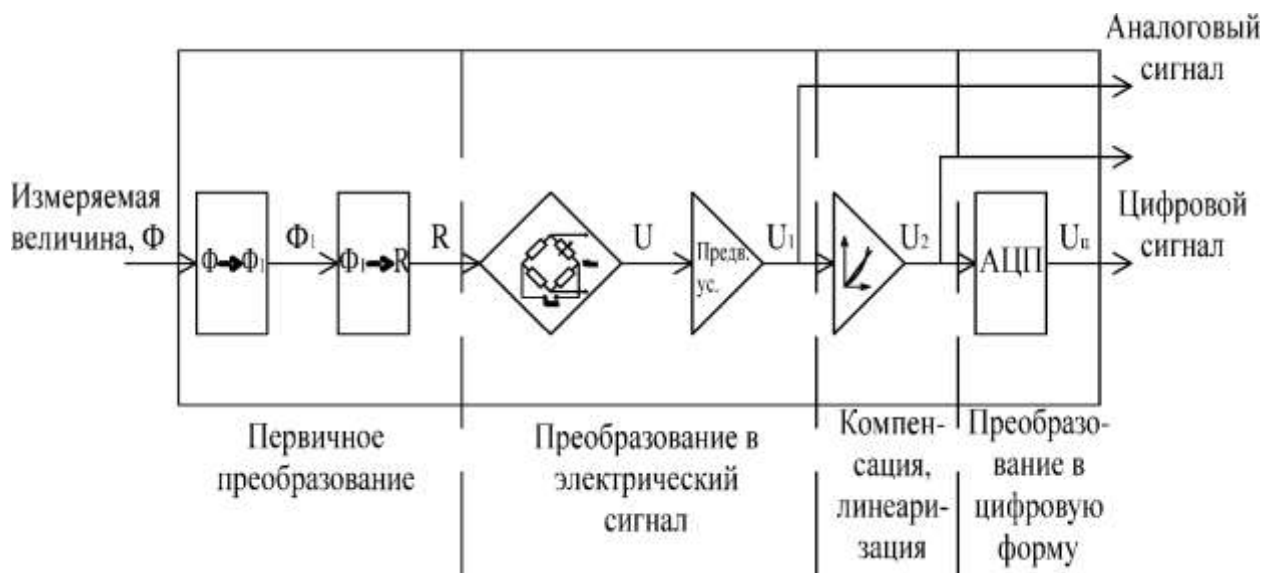 Аналоговый
сигнал
Измеряемая
величина, Ф
Ф→Ф₁
Ф₁
Ф₁→R
R
U
Предв.
ус.
U₁
U₂
АЦП
Uц
Цифровой
сигнал
Первичное
преобразование
Преобразование в
электрический
сигнал
Компен-
сация,
линеари-
зация
Преобразо-
вание в
цифровую
форму